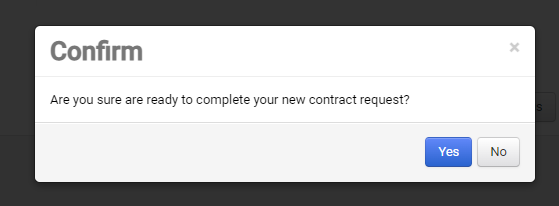 Confirm
×
Are you sure are ready to complete your new contract request?
Yes
No